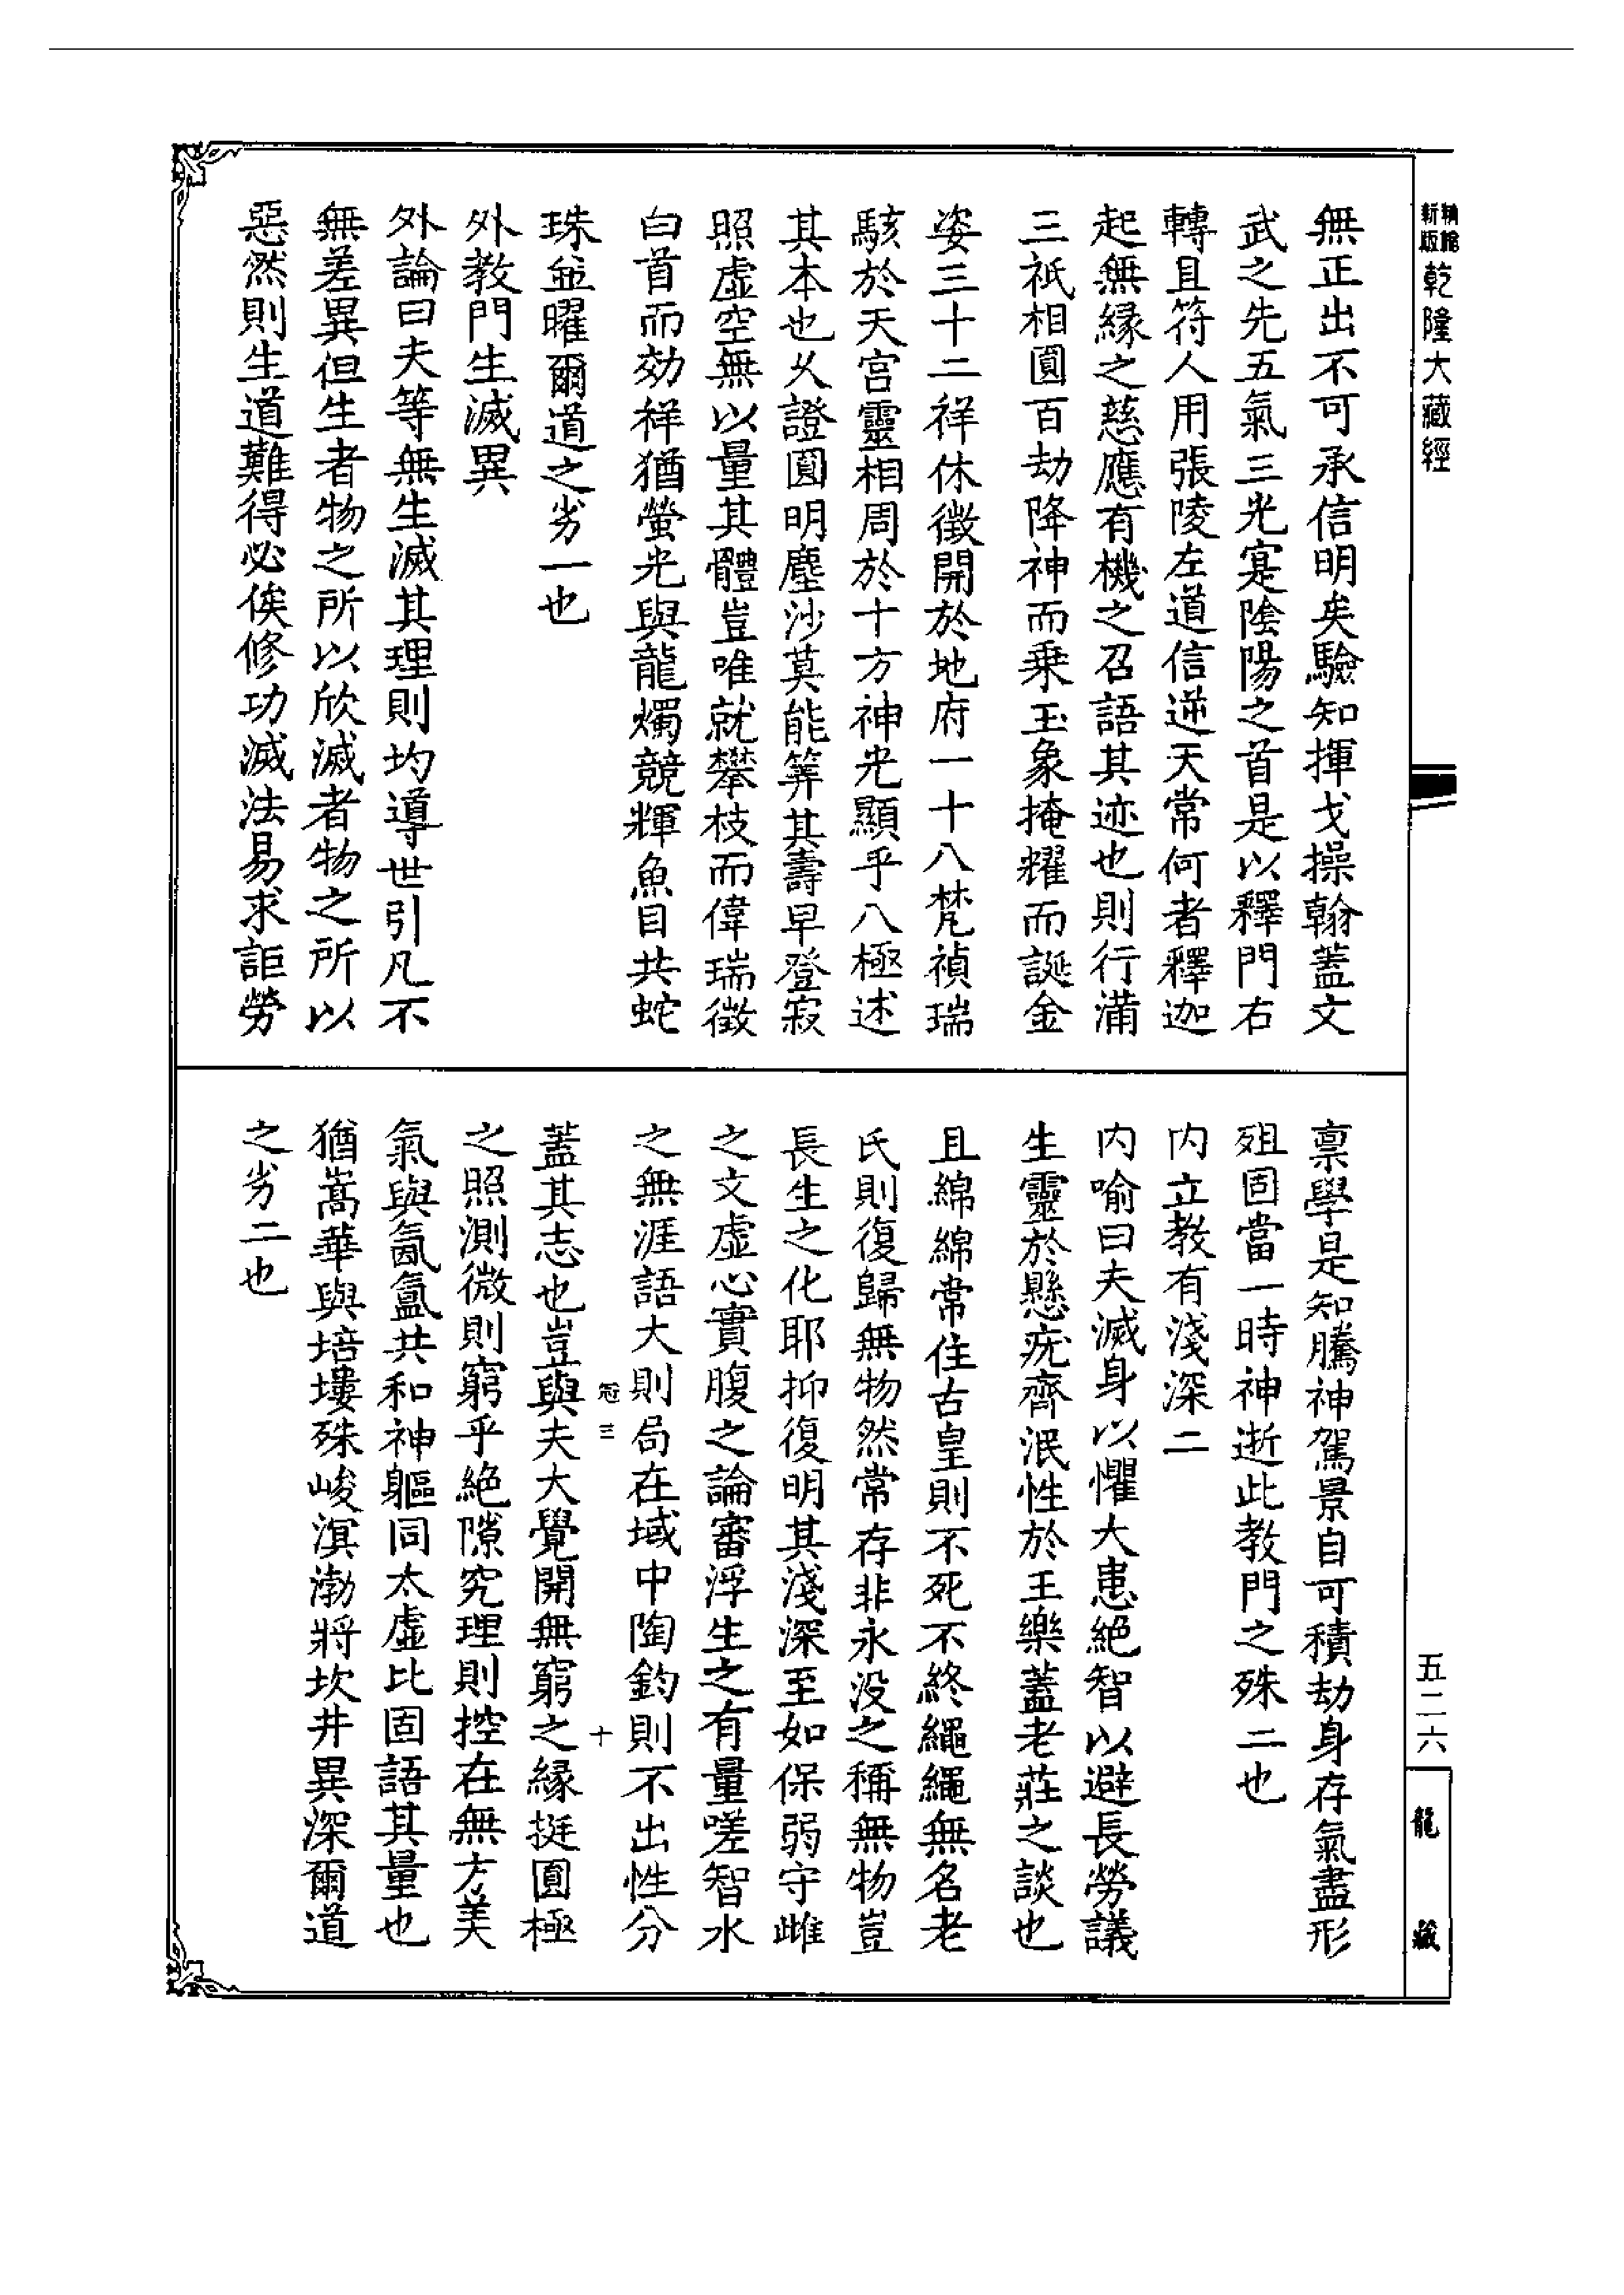 新版 乾隆大藏經
無正出不可承信明矣驗知揮戈操翰蓋文
武之先五氣三光寔陰陽之首是以釋門右
轉且符人用張陵左道信逆天常何者釋迦
起無緣之慈應有機之召語其迹也則行滿
三祇相圓百劫降神而乗玉象掩耀而誕金
姿三十二祥休徵開於地府一十八梵禎瑞
駭於天宮靈相周於十方神光顯乎八極述
其本也久證圓明塵沙莫能筭其壽早登寂
照虛空無以量其體豈唯就攀枝而偉瑞徵
白首而効祥猶螢光與龍燭競輝魚目共蛇
珠並曜爾道之劣一也
外教門生滅異
外論曰夫等無生滅其理則均導世引凡不
無差異但生者物之所以欣滅者物之所以
惡然則生道難得必俟修功滅法易求詎勞
禀學是知騰神駕景自可積劫身存氣盡形
殂固當一時神逝此教門之殊二也
内立教有淺深二
内喻曰夫滅身以懼大患絕智以避長勞議
生靈於懸疣齊泯性於王樂蓋老莊之談也
且綿綿常住古皇則不死不終繩繩無名老
氏則復歸無物然常存非永没之稱無物豈
長生之化耶抑復明其淺深至如保弱守雌
之文虛心實腹之論審浮生之有量嗟智水
之無涯語大則局在域中陶鈞則不出性分
蓋其志也豈與夫大覺開無窮之緣挺圓極
之照測微則窮乎絕隙究理則控在無方美
氣與氤氳共和神軀同太虛比固語其量也
猶嵩華與培塿殊峻溟渤將坎井異深爾道
之劣二也
冠三
十
五二六
龍藏